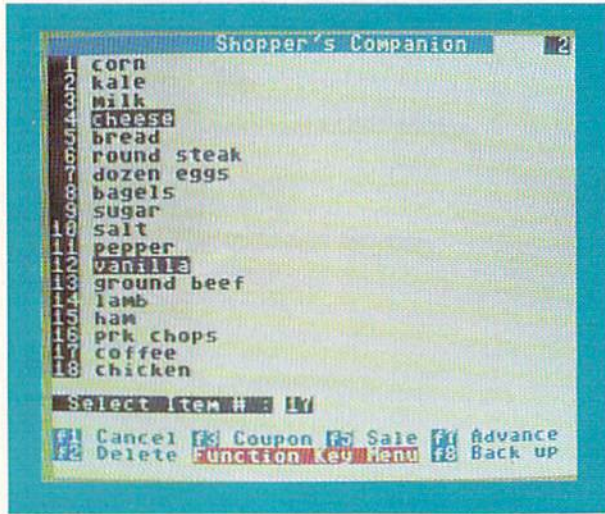 Shopper's Companion 2
1 corn
2 kale
3 milk
4 cheese
5 bread
6 round steak
7 dozen eggs
8 bagels
9 sugar
10 salt
11 pepper
12 vanilla
13 ground beef
14 lamb
15 ham
16 prk chops
17 coffee
18 chicken
Select Item # : 17
f1 Cancel f3 Coupon f5 Sale f7 Advance
f2 Delete Function Key Menu f8 Back up